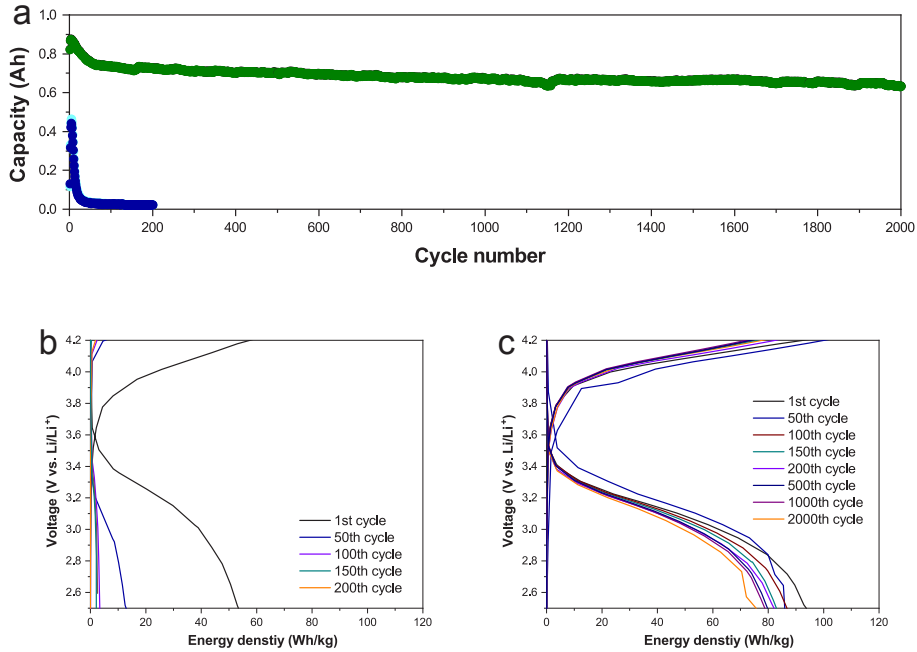 a
1.0
0.8
0.6
0.4
0.2
0.0
Capacity (Ah)
0 200 400 600 800 1000 1200 1400 1600 1800 2000
Cycle number
b
4.2
4.0
3.8
3.6
3.4
3.2
3.0
2.8
2.6
Voltage (V vs. Li/Li+)
1st cycle
50th cycle
100th cycle
150th cycle
200th cycle
0 20 40 60 80 100 120
Energy denstiy (Wh/kg)
c
4.2
4.0
3.8
3.6
3.4
3.2
3.0
2.8
2.6
Voltage (V vs. Li/Li+)
1st cycle
50th cycle
100th cycle
150th cycle
200th cycle
500th cycle
1000th cycle
2000th cycle
0 20 40 60 80 100 120
Energy denstiy (Wh/kg)